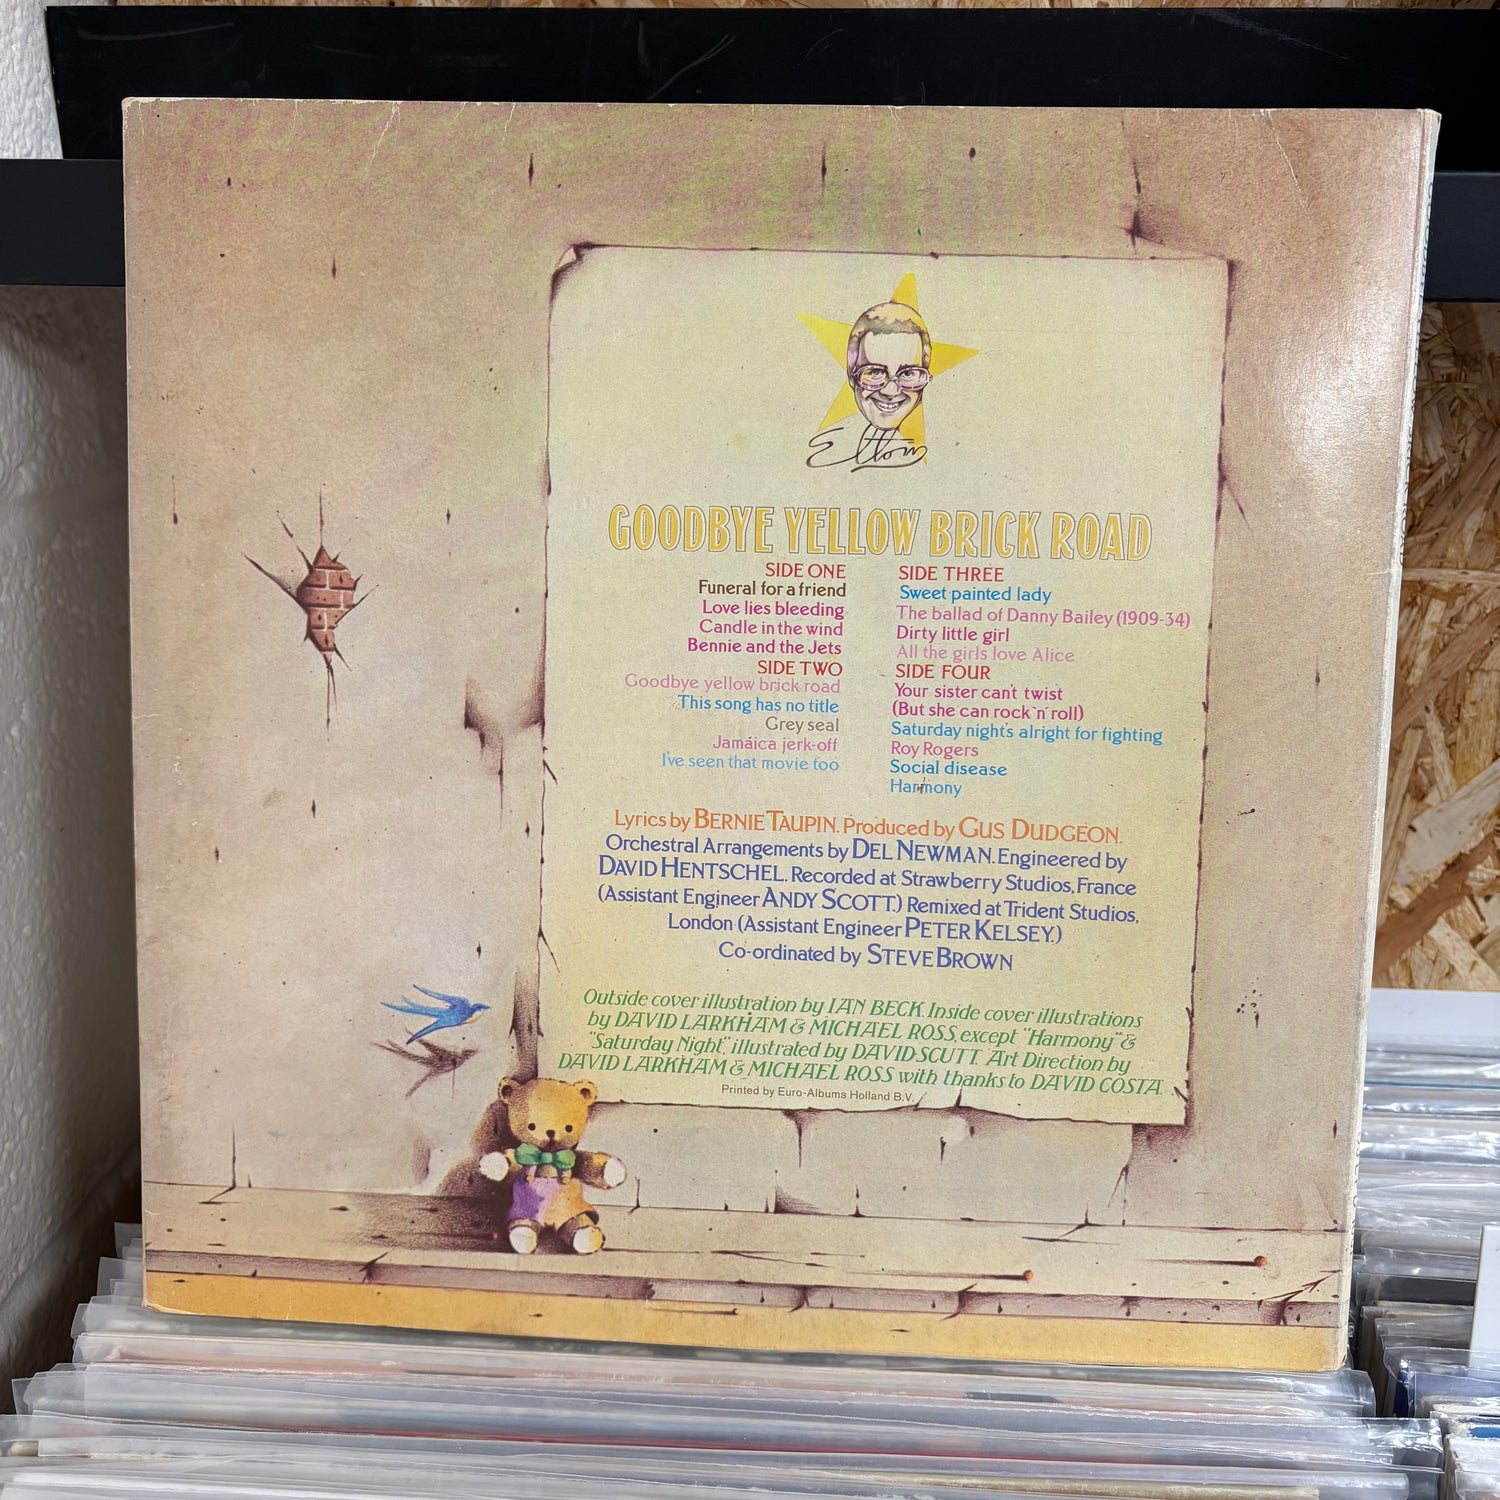 Elton
GOODBYE YELLOW BRICK ROAD
SIDE ONE
Funeral for a friend
Love lies bleeding
Candle in the wind
Bennie and the Jets
SIDE TWO
Goodbye yellow brick road
This song has no title
Grey seal
Jamaica jerk-off
I've seen that movie too
SIDE THREE
Sweet painted lady
The ballad of Danny Bailey (1909-34)
Dirty little girl
All the girls love Alice
SIDE FOUR
Your sister can't twist
(But she can rock 'n' roll)
Saturday night's alright for fighting
Roy Rogers
Social disease
Harmony
Lyrics by BERNIE TAUPIN. Produced by GUS DUDGEON.
Orchestral Arrangements by DEL NEWMAN. Engineered by
DAVID HENTSCHEL. Recorded at Strawberry Studios, France
(Assistant Engineer ANDY SCOTT.) Remixed at Trident Studios,
London (Assistant Engineer PETER KELSEY.)
Co-ordinated by STEVE BROWN
Outside cover illustration by IAN BECK. Inside cover illustrations
by DAVID LARKHAM & MICHAEL ROSS, except "Harmony" &
"Saturday Night", illustrated by DAVID SCUTT. Art Direction by
DAVID LARKHAM & MICHAEL ROSS with thanks to DAVID COSTA.
Printed by Euro-Albums Holland B.V.